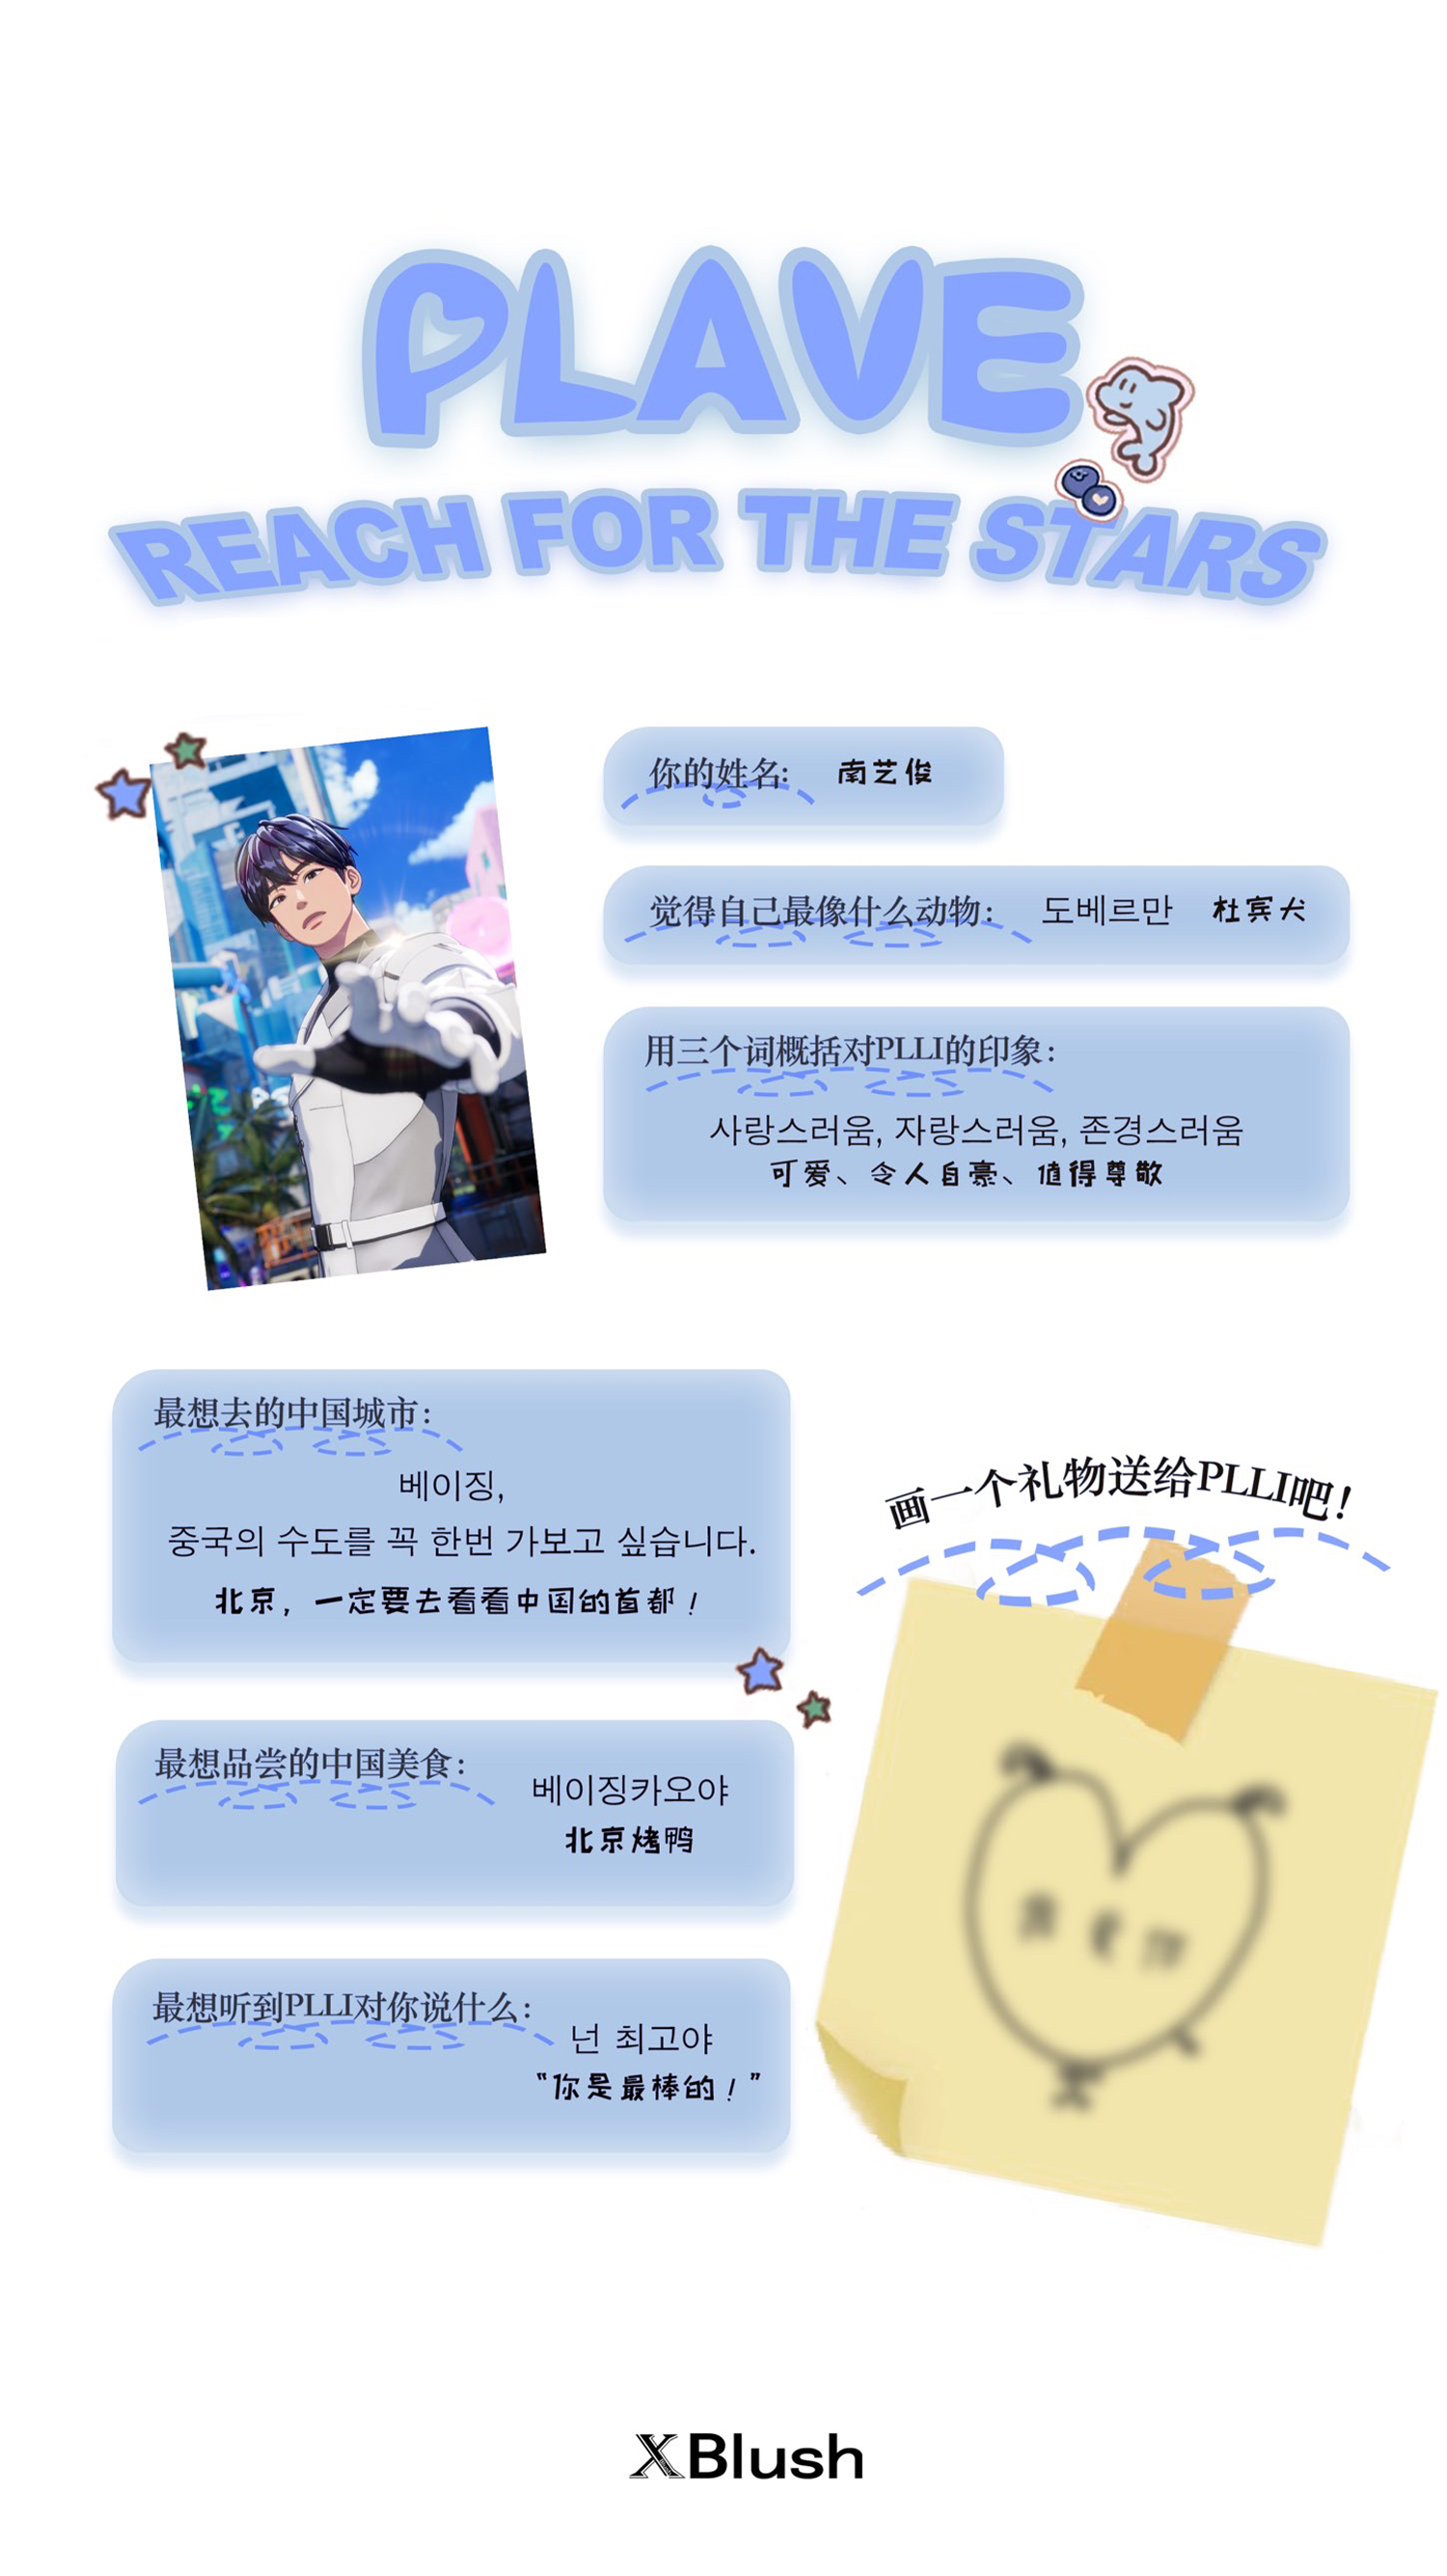 PLAVE
REACH FOR THE STARS
你的姓名: 南艺俊
觉得自己最像什么动物: 도베르만 杜宾犬
用三个词概括对PLLI的印象:
사랑스러움, 자랑스러움, 존경스러움
可爱、令人自豪、值得尊敬
最想去的中国城市:
베이징,
중국의 수도를 꼭 한번 가보고 싶습니다.
北京，一定要去看看中国的首都！
画一个礼物送给PLLI吧!
最想品尝的中国美食:
베이징카오야
北京烤鸭
最想听到PLLI对你说什么:
넌 최고야
“你是最棒的！”
XBlush